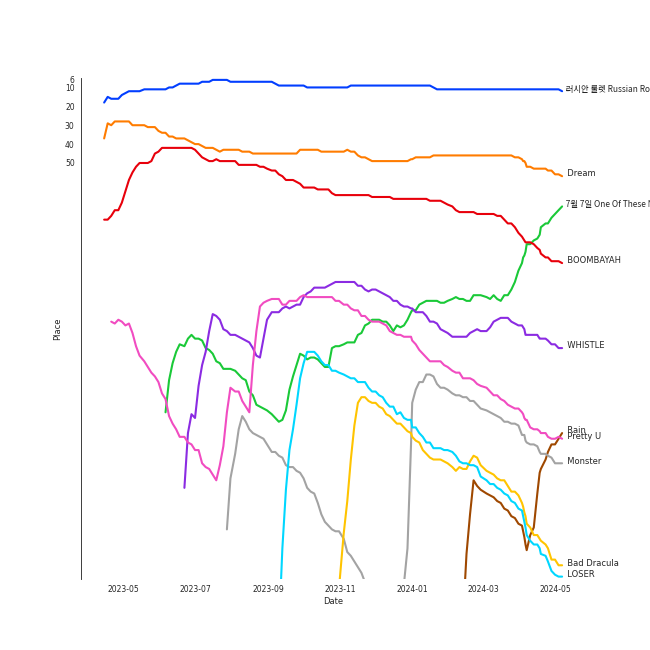 6
10
20
30
40
50
Place
러시안 룰렛 Russian Ro
Dream
7월 7일 One Of These N
BOOMBAYAH
WHISTLE
Rain
Pretty U
Monster
Bad Dracula
LOSER
2023-05 2023-07 2023-09 2023-11 2024-01 2024-03 2024-05
Date